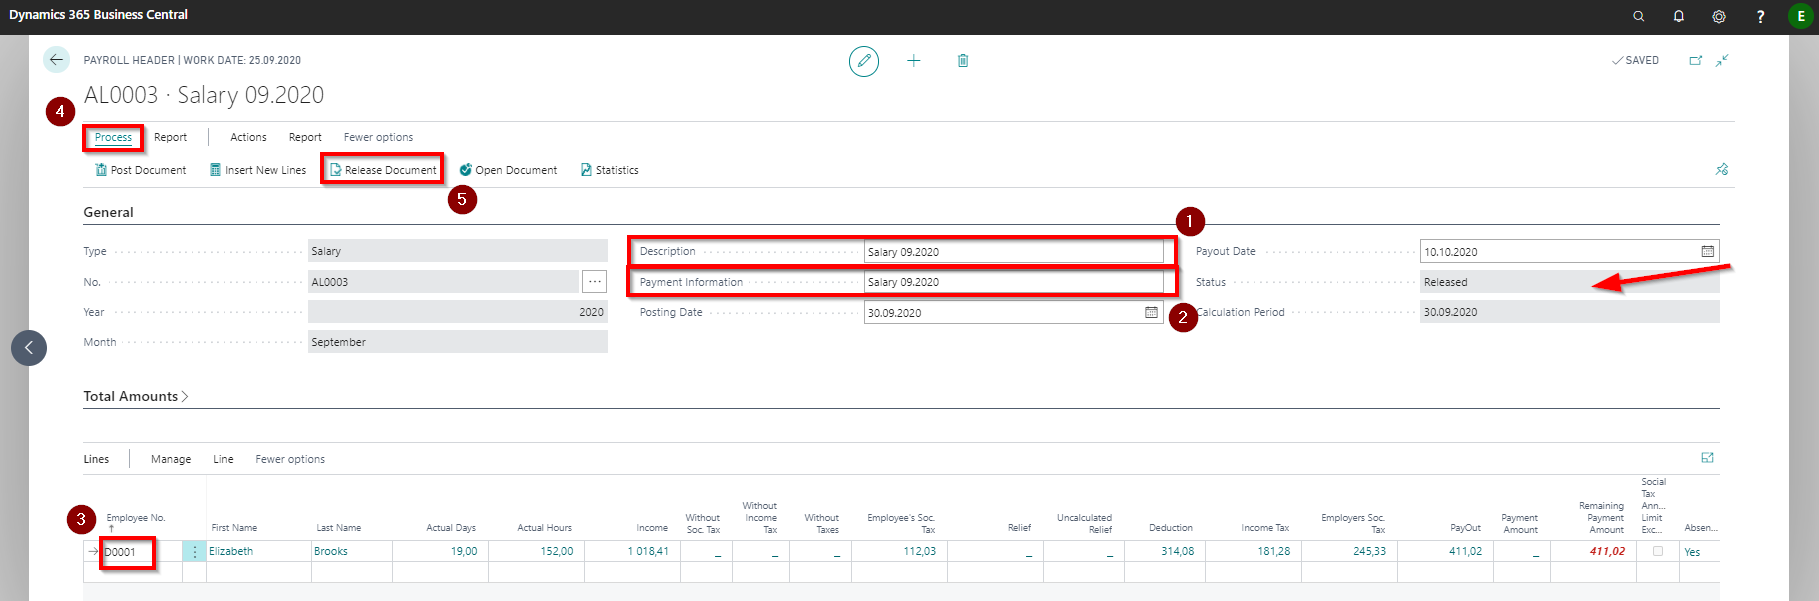 Dynamics 365 Business Central
? E
PAYROLL HEADER | WORK DATE: 25.09.2020
SAVED
AL0003 · Salary 09.2020
4
Process Report Actions Report Fewer options
Post Document Insert New Lines Release Document Open Document Statistics
5
General
1
Type Salary Description Salary 09.2020 Payout Date 10.10.2020
No. AL0003 ... Payment Information Salary 09.2020 Status Released
Year 2020 Posting Date 30.09.2020 2 Calculation Period 30.09.2020
Month September
Total Amounts
Lines Manage Line Fewer options
3
Employee No. First Name Last Name Actual Days Actual Hours Income Without Soc. Tax Without Income Tax Without Taxes Employee's Soc. Tax Relief Uncalculated Relief Deduction Income Tax Employers Soc. Tax PayOut Payment Amount Remaining Payment Amount Social Tax Ann... Limit Exc... Absen...
D0001 Elizabeth Brooks 19,00 152,00 1 018,41 _ _ _ 112,03 _ _ 314,08 181,28 245,33 411,02 _ 411,02 Yes